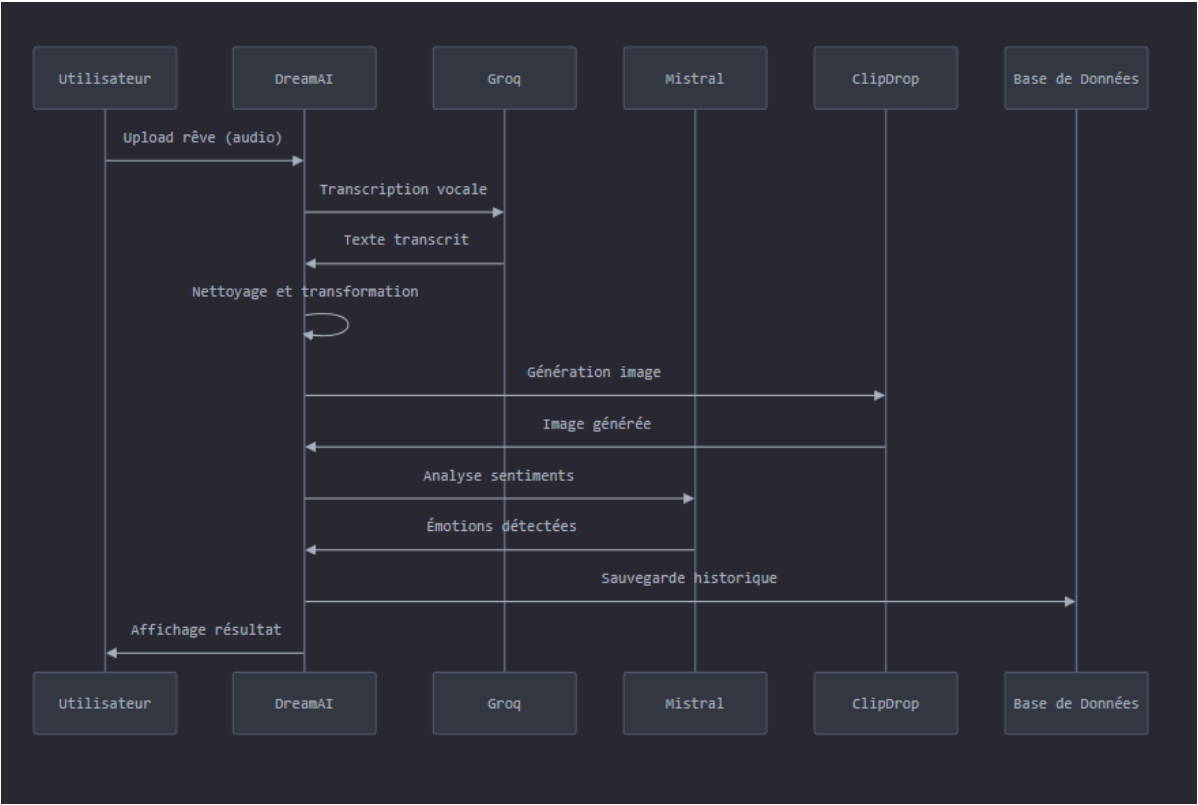 Utilisateur
DreamAI
Groq
Mistral
ClipDrop
Base de Données
Upload rêve (audio)
Transcription vocale
Texte transcrit
Nettoyage et transformation
Génération image
Image générée
Analyse sentiments
Émotions détectées
Sauvegarde historique
Affichage résultat
Utilisateur
DreamAI
Groq
Mistral
ClipDrop
Base de Données